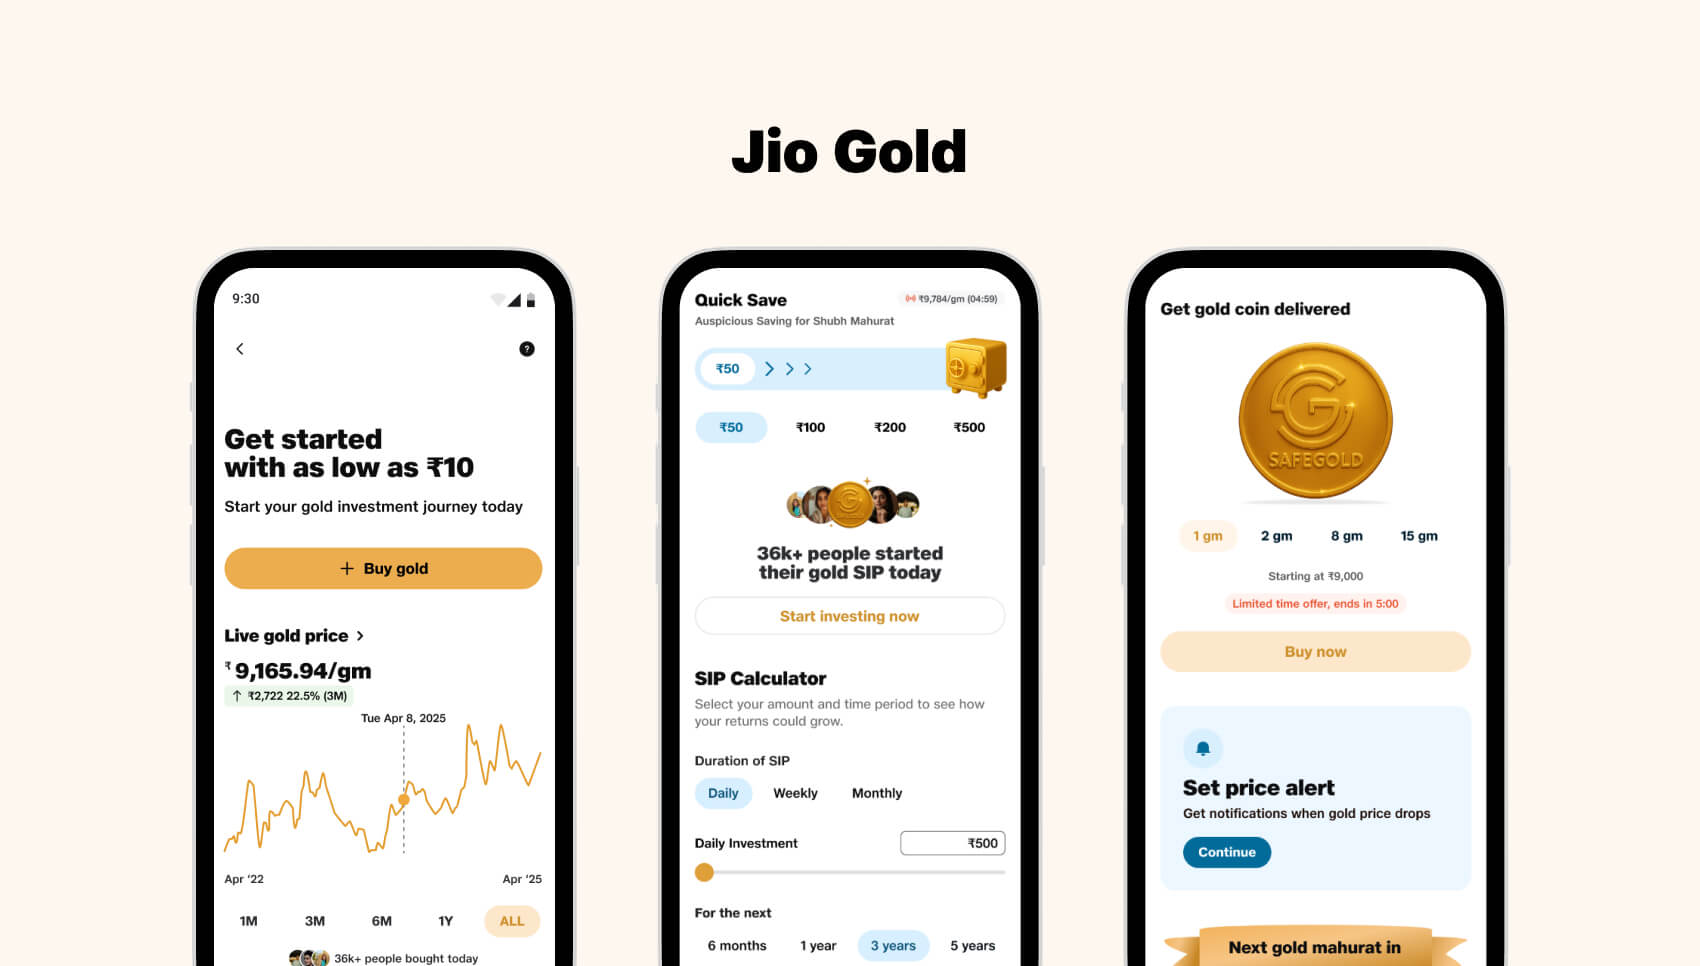 Jio Gold
9:30
Get started
with as low as ₹10
Start your gold investment journey today
+ Buy gold
Live gold price >
₹9,165.94/gm
↑ ₹2,722 22.5% (3M)
Tue Apr 8, 2025
Apr '22
Apr '25
1M
3M
6M
1Y
ALL
36k+ people bought today
Quick Save
₹9,784/gm (04:59)
Auspicious Saving for Shubh Mahurat
₹50
₹50
₹100
₹200
₹500
36k+ people started
their gold SIP today
Start investing now
SIP Calculator
Select your amount and time period to see how
your returns could grow.
Duration of SIP
Daily
Weekly
Monthly
Daily Investment
₹500
For the next
6 months
1 year
3 years
5 years
Get gold coin delivered
SAFEGOLD
1 gm
2 gm
8 gm
15 gm
Starting at ₹9,000
Limited time offer, ends in 5:00
Buy now
Set price alert
Get notifications when gold price drops
Continue
Next gold mahurat in